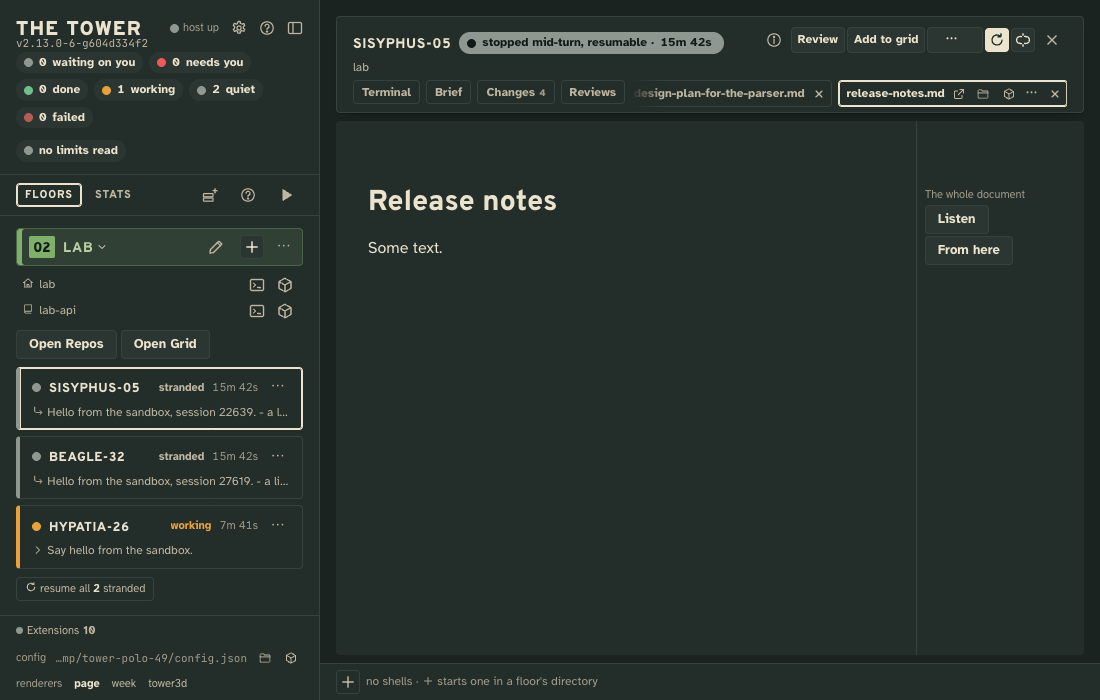 THE TOWER
host up
v2.13.0-6-g604d334f2
0 waiting on you
0 needs you
0 done
1 working
2 quiet
0 failed
no limits read
FLOORS
STATS
02 LAB
lab
lab-api
Open Repos
Open Grid
SISYPHUS-05 stranded 15m 42s ...
Hello from the sandbox, session 22639. - a l...
BEAGLE-32 stranded 15m 42s ...
Hello from the sandbox, session 27619. - a li...
HYPATIA-26 working 7m 41s ...
Say hello from the sandbox.
resume all 2 stranded
Extensions 10
config …mp/tower-polo-49/config.json
renderers page week tower3d
SISYPHUS-05 stopped mid-turn, resumable · 15m 42s
Review
Add to grid
...
lab
Terminal
Brief
Changes 4
Reviews
design-plan-for-the-parser.md
release-notes.md
...
Release notes
Some text.
The whole document
Listen
From here
no shells · + starts one in a floor's directory